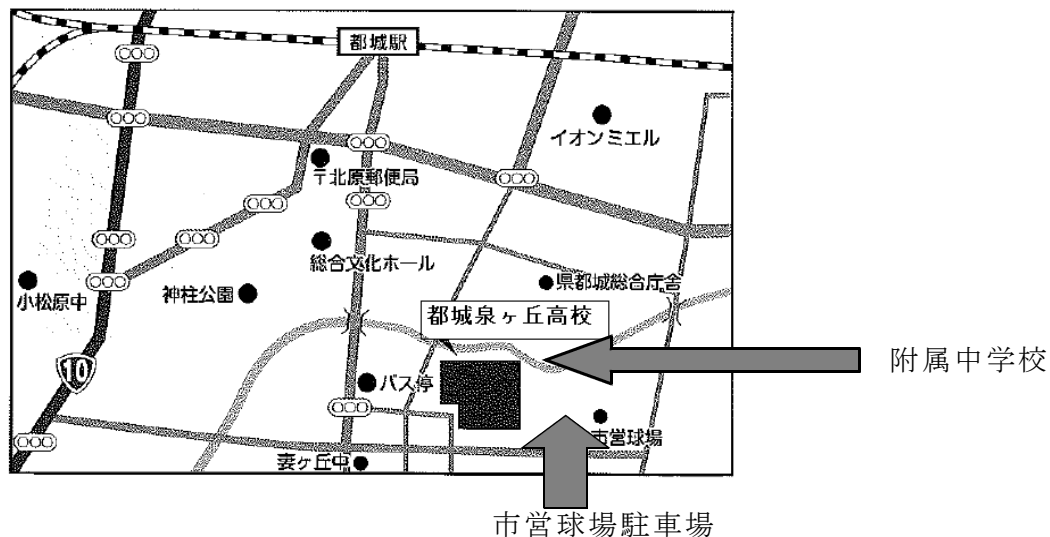 都城駅
イオンミエル
〒北原郵便局
総合文化ホール
県都城総合庁舎
小松原中
神柱公園
都城泉ヶ丘高校
附属中学校
10
バス停
市営球場
妻ヶ丘中
市営球場駐車場